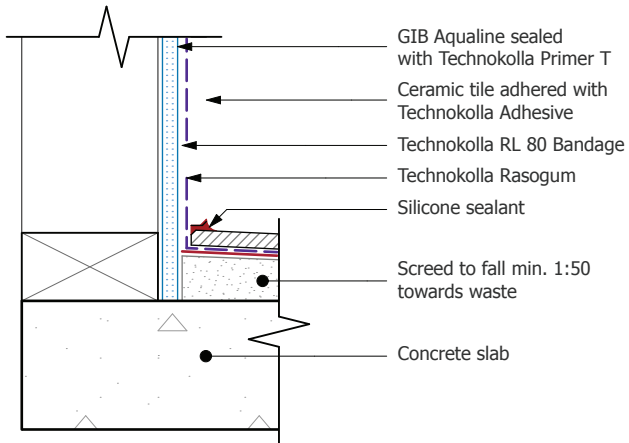 GIB Aqualine sealed
with Technokolla Primer T
Ceramic tile adhered with
Technokolla Adhesive
Technokolla RL 80 Bandage
Technokolla Rasogum
Silicone sealant
Screed to fall min. 1:50
towards waste
Concrete slab